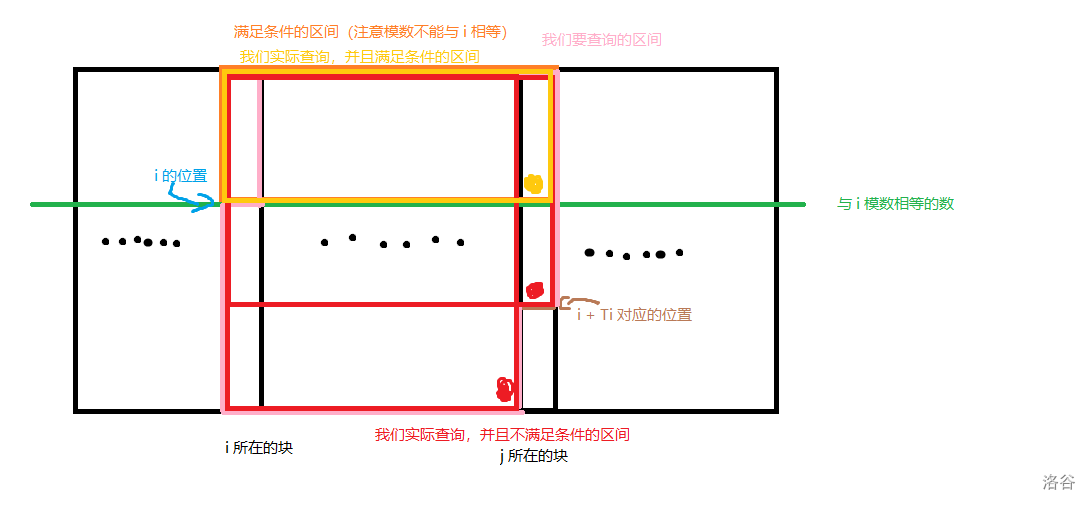 满足条件的区间（注意模数不能与 i 相等）
我们要查询的区间
我们实际查询，并且满足条件的区间
i 的位置
与 i 模数相等的数
i + Ti 对应的位置
我们实际查询，并且不满足条件的区间
i 所在的块
j 所在的块
洛谷